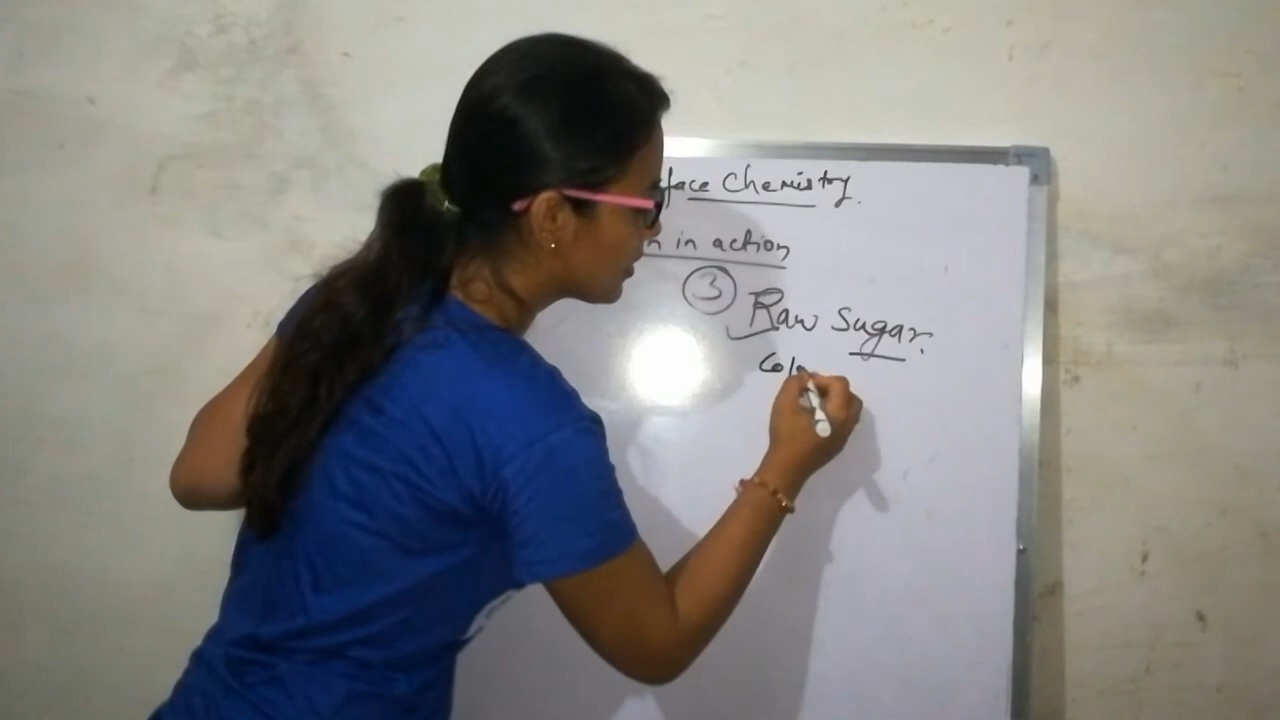 face Chemistry.
n in action
3 Raw Sugar.
Colo